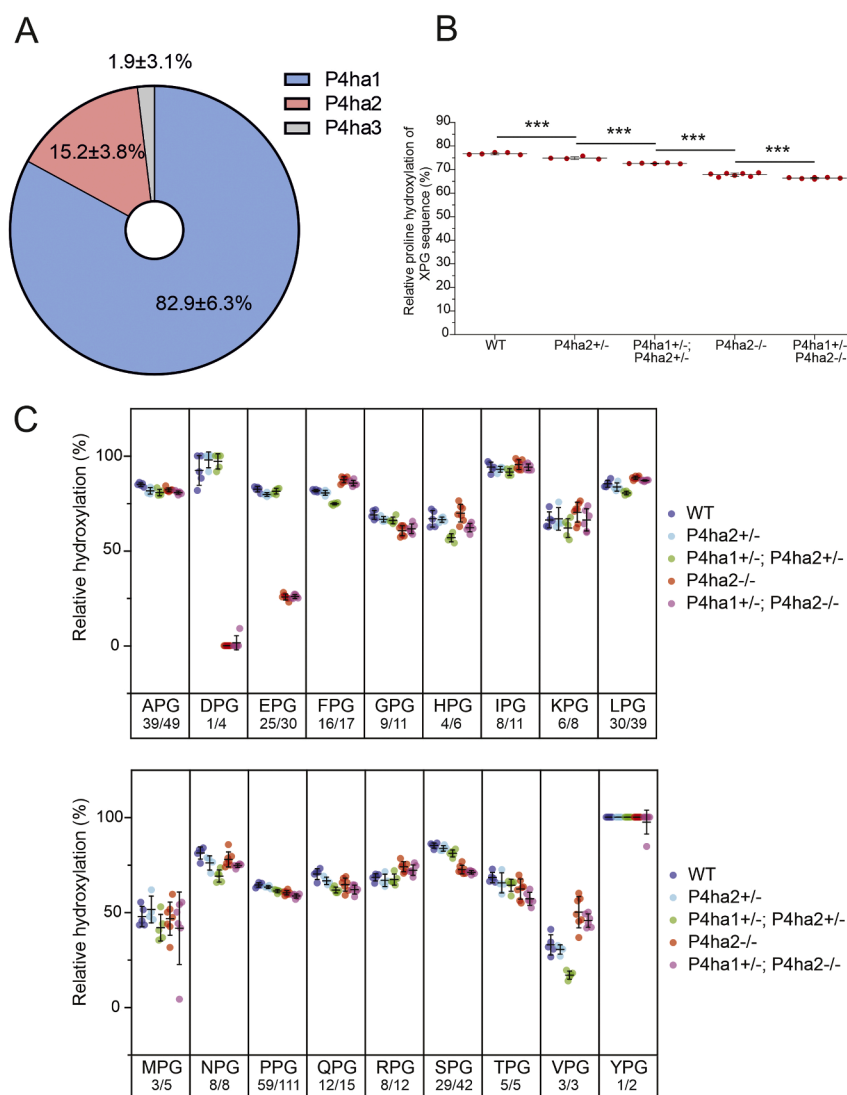 A
1.9±3.1%
15.2±3.8%
82.9±6.3%
P4ha1
P4ha2
P4ha3
B
Relative proline hydroxylation of
XPG sequence (%)
90
80
75
70
60
50
40
30
20
10
0
*** *** *** ***
WT P4ha2+/- P4ha1+/-; P4ha2-/- P4ha1+/-
P4ha2+/- P4ha2-/-
C
Relative hydroxylation (%)
100
50
0
APG DPG EPG FPG GPG HPG IPG KPG LPG
39/49 1/4 25/30 16/17 9/11 4/6 8/11 6/8 30/39
WT
P4ha2+/-
P4ha1+/-; P4ha2+/-
P4ha2-/-
P4ha1+/-; P4ha2-/-
Relative hydroxylation (%)
100
50
0
MPG NPG PPG QPG RPG SPG TPG VPG YPG
3/5 8/8 59/111 12/15 8/12 29/42 5/5 3/3 1/2
WT
P4ha2+/-
P4ha1+/-; P4ha2+/-
P4ha2-/-
P4ha1+/-; P4ha2-/-